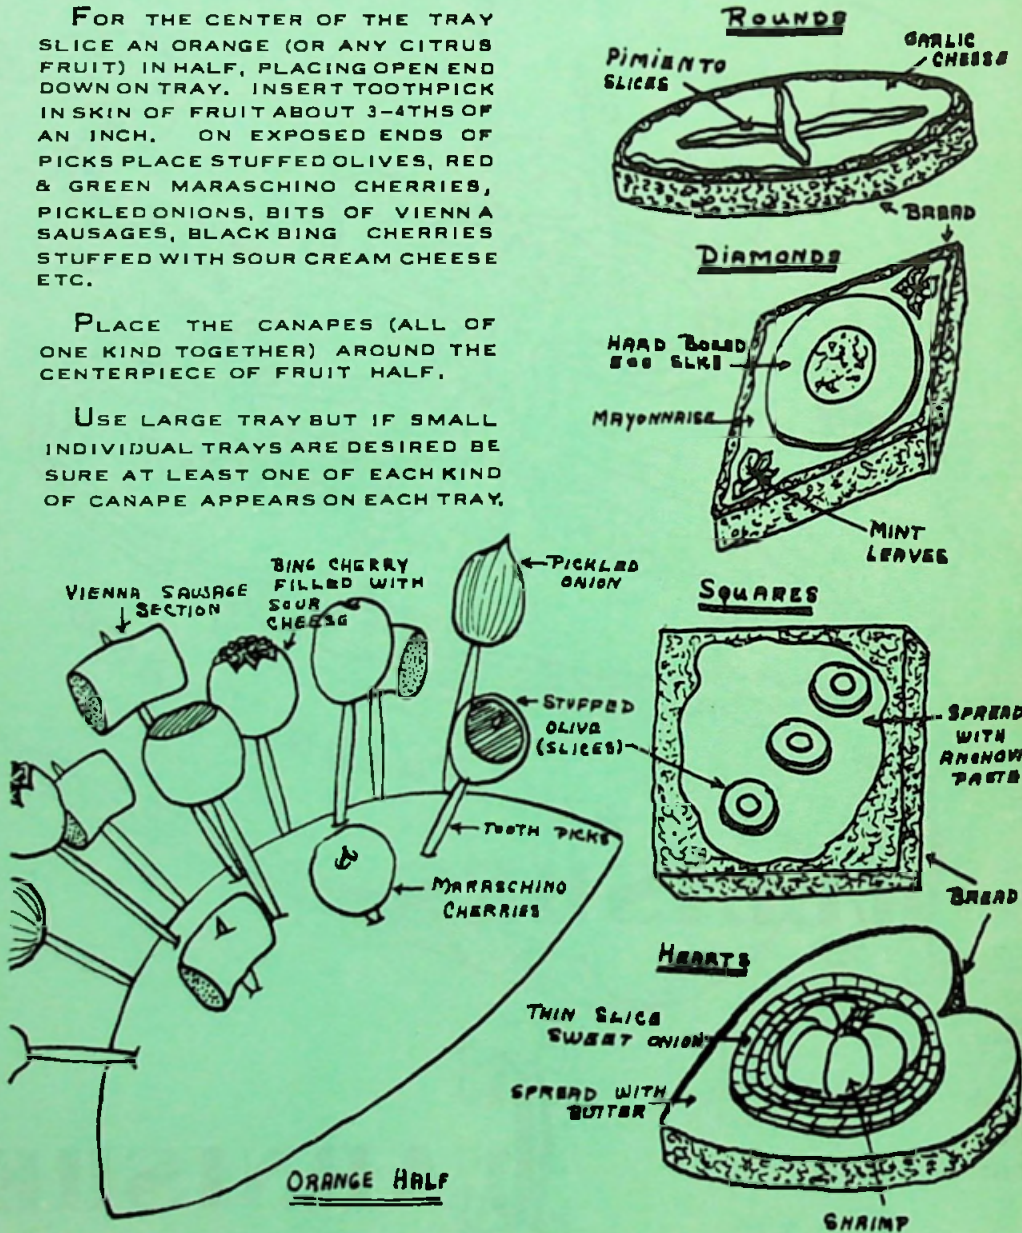 FOR THE CENTER OF THE TRAY
SLICE AN ORANGE (OR ANY CITRUS
FRUIT) IN HALF, PLACING OPEN END
DOWN ON TRAY. INSERT TOOTHPICK
IN SKIN OF FRUIT ABOUT 3-4THS OF
AN INCH. ON EXPOSED ENDS OF
PICKS PLACE STUFFED OLIVES, RED
& GREEN MARASCHINO CHERRIES,
PICKLED ONIONS, BITS OF VIENNA
SAUSAGES, BLACK BING CHERRIES
STUFFED WITH SOUR CREAM CHEESE
ETC.
PLACE THE CANAPES (ALL OF
ONE KIND TOGETHER) AROUND THE
CENTERPIECE OF FRUIT HALF.
USE LARGE TRAY BUT IF SMALL
INDIVIDUAL TRAYS ARE DESIRED BE
SURE AT LEAST ONE OF EACH KIND
OF CANAPE APPEARS ON EACH TRAY.
VIENNA SAUSAGE
SECTION
BING CHERRY
FILLED WITH
SOUR
CHEESE
PICKLED
ONION
STUFFED
OLIVE
(SLICES)
TOOTH PICKS
MARASCHINO
CHERRIES
ORANGE HALF
ROUNDS
PIMIENTO
SLICES
GARLIC
CHEESE
BREAD
DIAMONDS
HARD BOILED
EGG SLICE
MAYONNAISE
MINT
LEAVES
SQUARES
SPREAD
WITH
ANCHOVY
PASTE
BREAD
HEARTS
THIN SLICE
SWEET ONION
SPREAD WITH
BUTTER
SHRIMP